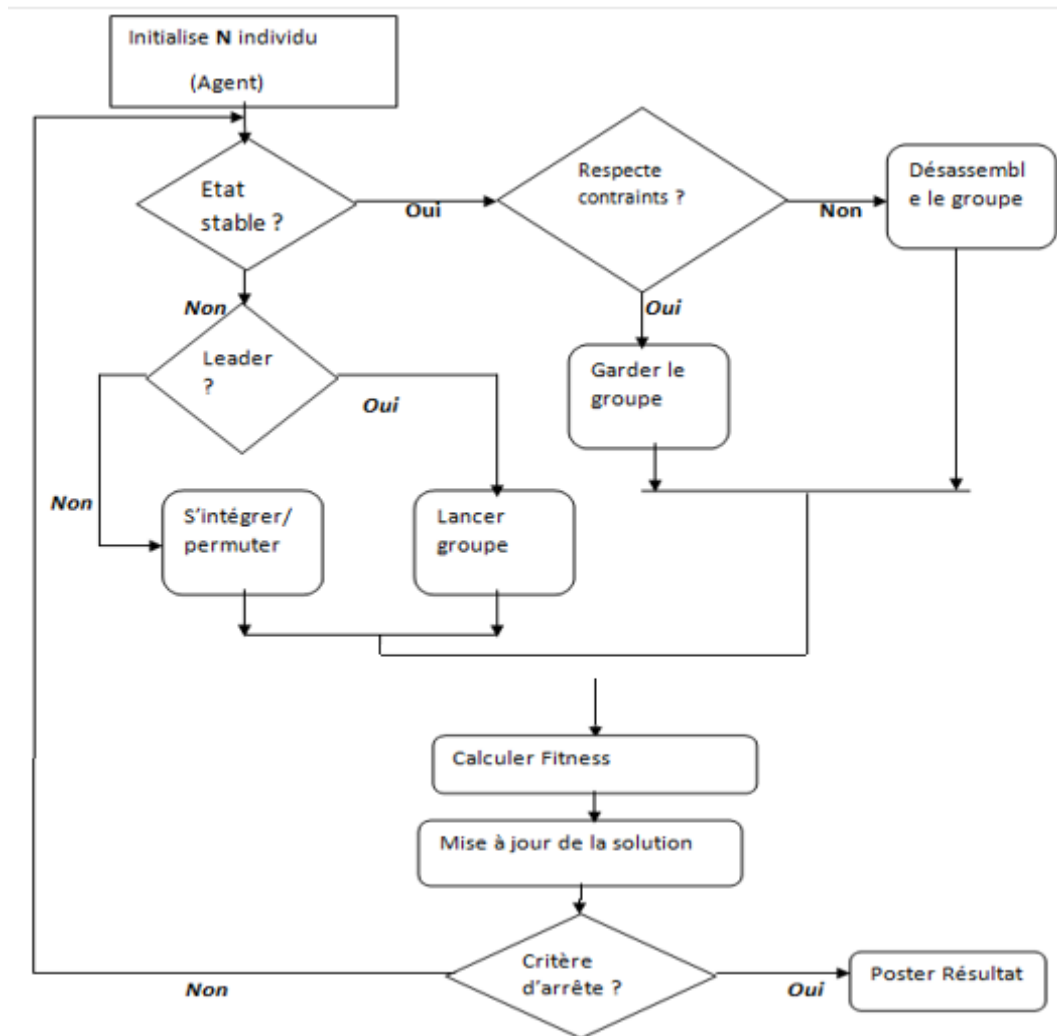 Initialise N individu
(Agent)
Etat
stable ?
Oui
Respecte
contraints ?
Non
Désassembl
e le groupe
Non
Oui
Leader
?
Oui
Garder le
groupe
Non
S'intégrer/
permuter
Lancer
groupe
Calculer Fitness
Mise à jour de la solution
Critère
d'arrête ?
Non
Oui
Poster Résultat